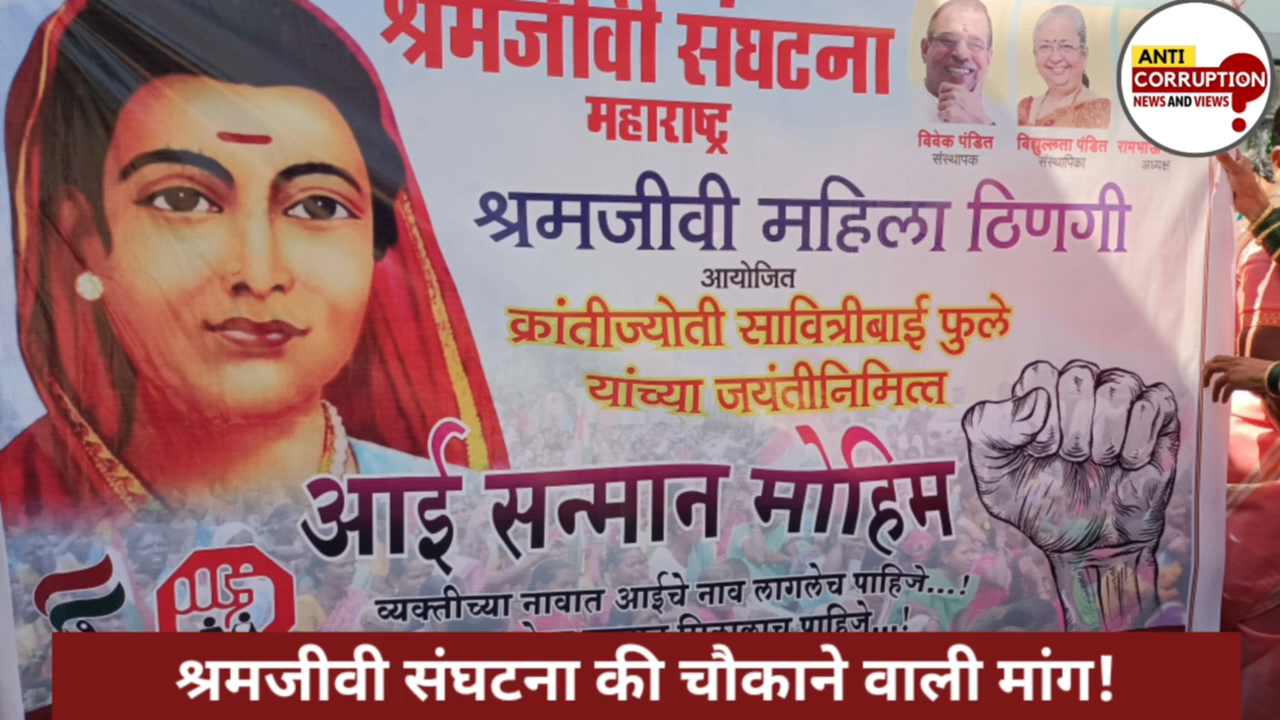 श्रमजीवी संघटना
महाराष्ट्र
विवेक पंडित
संस्थापक
विद्युल्लता पंडित
संस्थापिका
अध्यक्ष
ANTI
CORRUPTION
NEWS AND VIEWS
श्रमजीवी महिला ठिणगी
आयोजित
क्रांतीज्योती सावित्रीबाई फुले
यांच्या जयंतीनिमित्त
आई सन्मान मोहिम
व्यक्तीच्या नावात आईचे नाव लागलेच पाहिजे...!
पाहिजे...!
श्रमजीवी संघटना की चौकाने वाली मांग!